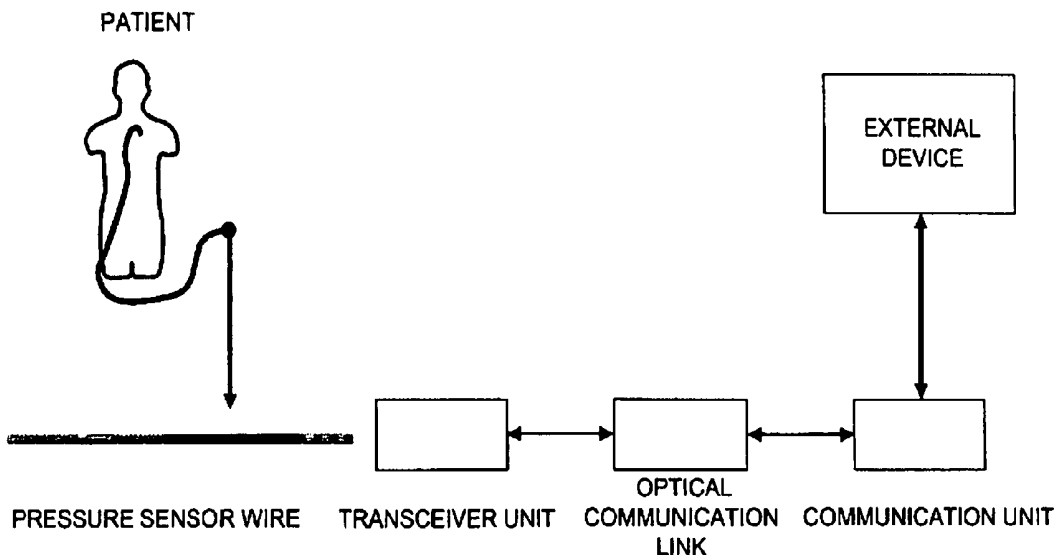 PATIENT
EXTERNAL
DEVICE
PRESSURE SENSOR WIRE
TRANSCEIVER UNIT
OPTICAL
COMMUNICATION
LINK
COMMUNICATION UNIT